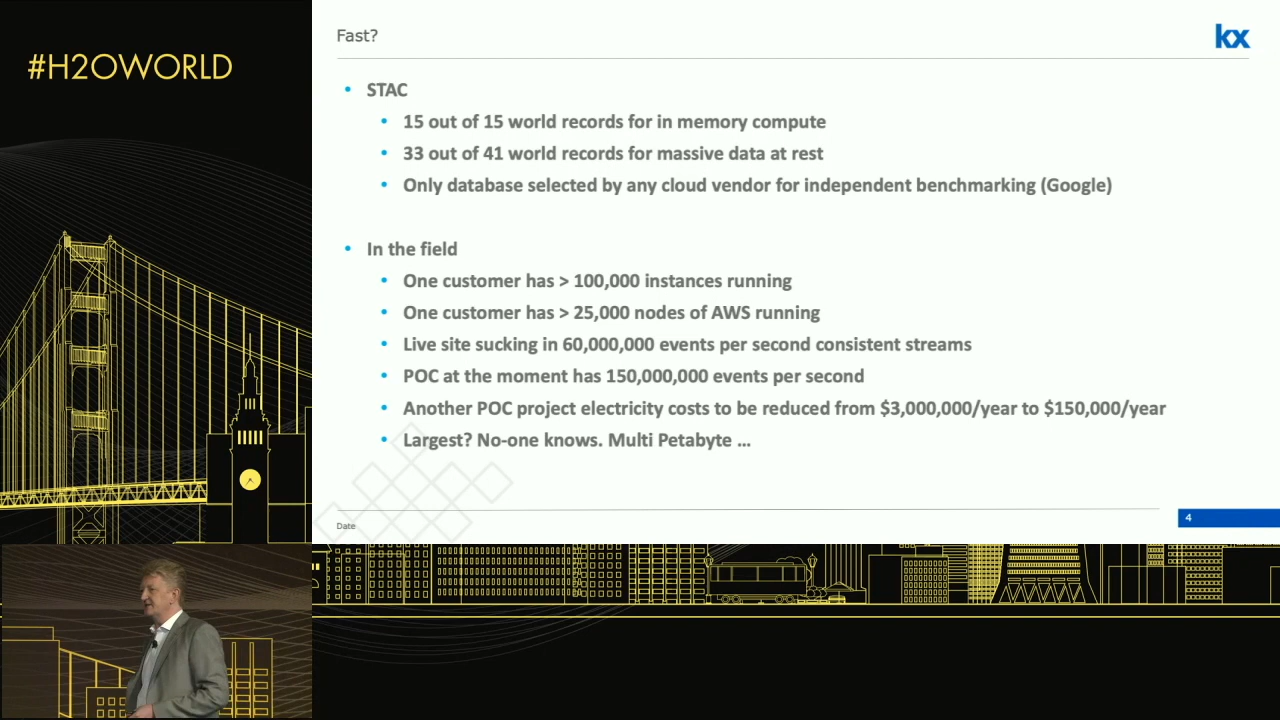 #H2OWORLD
Fast?
kx
• STAC
• 15 out of 15 world records for in memory compute
• 33 out of 41 world records for massive data at rest
• Only database selected by any cloud vendor for independent benchmarking (Google)
• In the field
• One customer has > 100,000 instances running
• One customer has > 25,000 nodes of AWS running
• Live site sucking in 60,000,000 events per second consistent streams
• POC at the moment has 150,000,000 events per second
• Another POC project electricity costs to be reduced from $3,000,000/year to $150,000/year
• Largest? No-one knows. Multi Petabyte …
Date
4